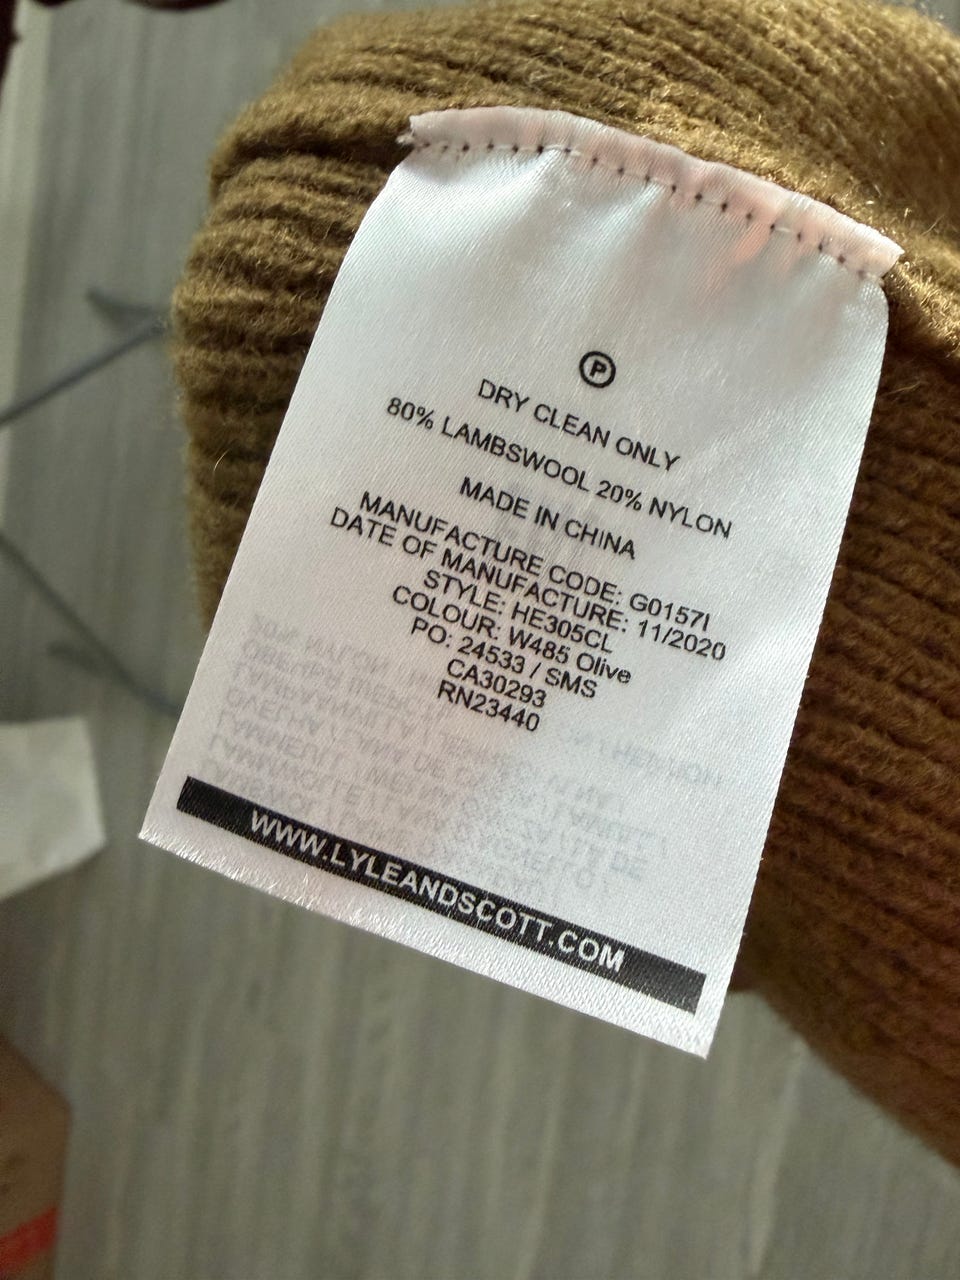 P
DRY CLEAN ONLY
80% LAMBSWOOL 20% NYLON
MADE IN CHINA
MANUFACTURE CODE: G0157I
DATE OF MANUFACTURE: 11/2020
STYLE: HE305CL
COLOUR: W485 Olive
PO: 24533 / SMS
CA30293
RN23440
WWW.LYLEANDSCOTT.COM